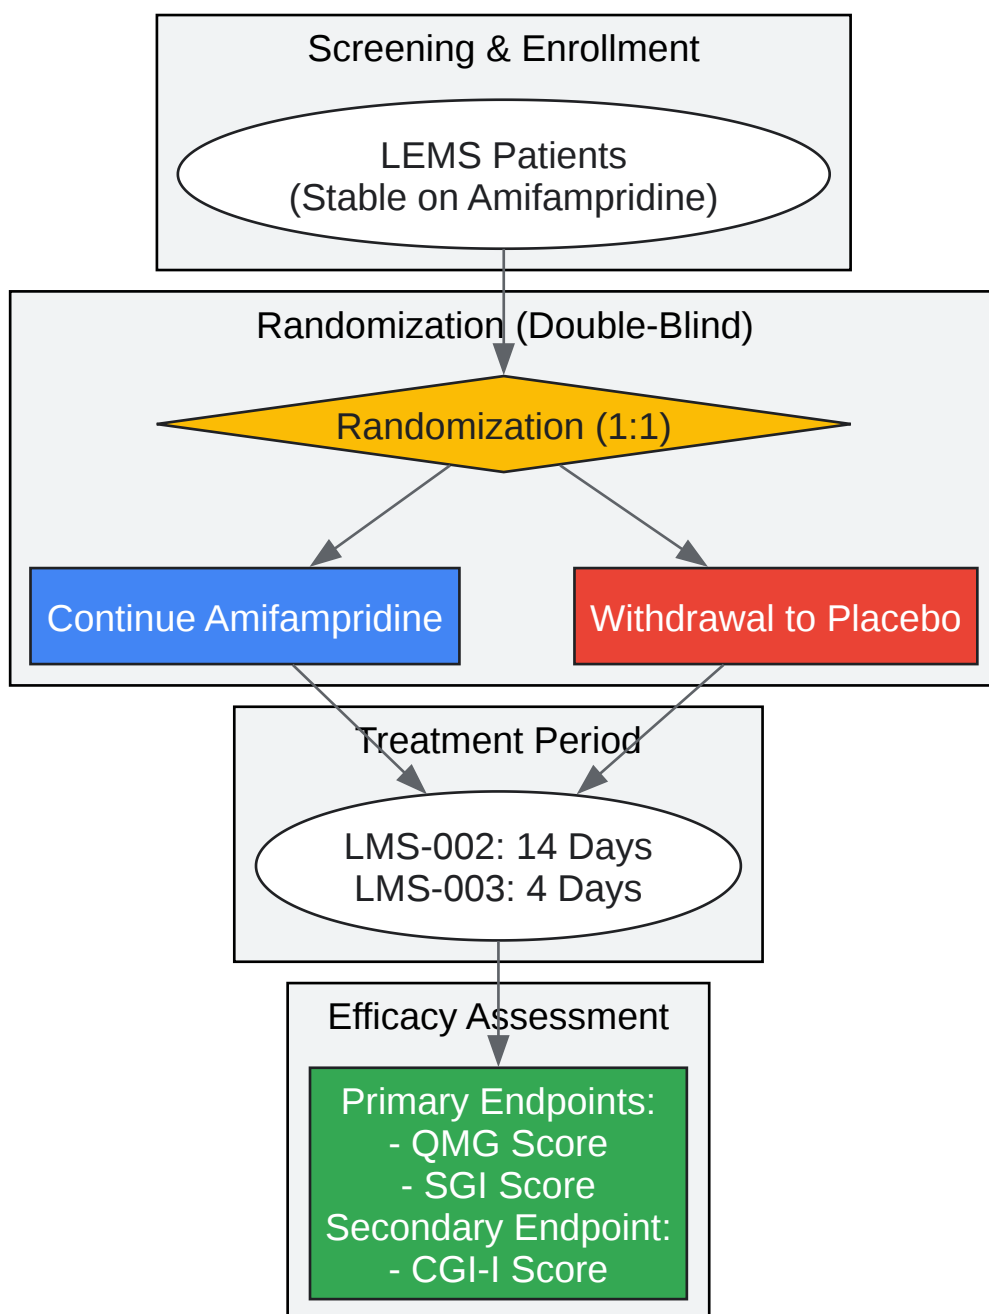 Screening & Enrollment
LEMS Patients
(Stable on Amifampridine)
Randomization (Double-Blind)
Randomization (1:1)
Continue Amifampridine
Withdrawal to Placebo
Treatment Period
LMS-002: 14 Days
LMS-003: 4 Days
Efficacy Assessment
Primary Endpoints:
- QMG Score
- SGI Score
Secondary Endpoint:
- CGI-I Score